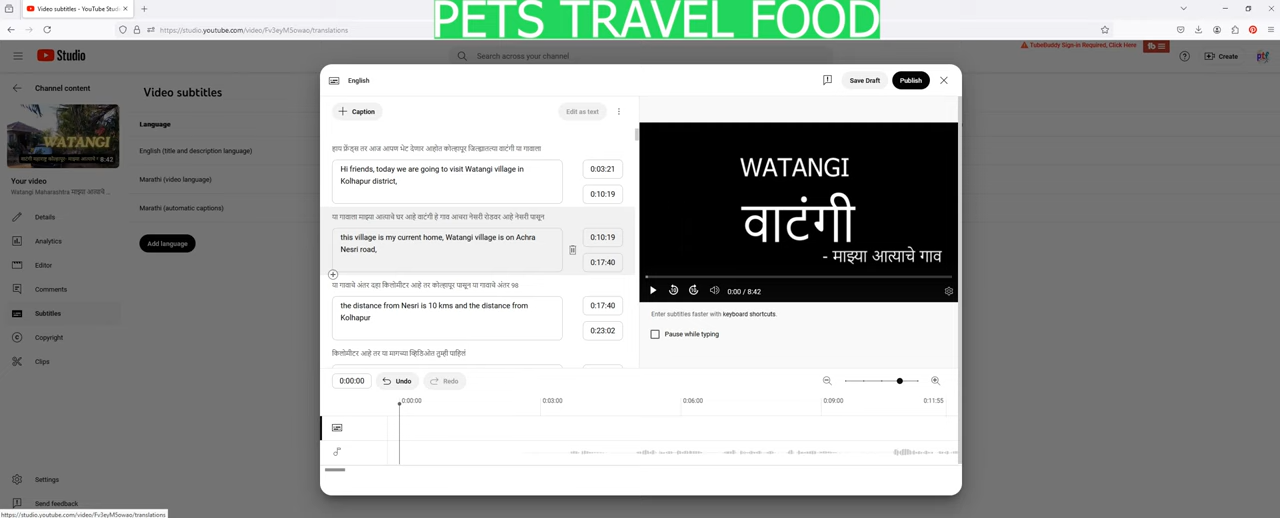 Video subtitles - YouTube Studio
PETS TRAVEL FOOD
https://studio.youtube.com/video/Fv3eyM5owao/translations
Studio
Search across your channel
TubeBuddy Sign-in Required, Click Here
Create
Channel content
WATANGI
8:42
Your video
Watangi Maharashtra माझ्या आत्याचे ...
Details
Analytics
Editor
Comments
Subtitles
Copyright
Clips
Settings
Send feedback
Video subtitles
Language
English (title and description language)
Marathi (video language)
Marathi (automatic captions)
Add language
English
Save Draft
Publish
Caption
Edit as text
हाय फ्रेंड्स तर आज आपण भेट देणार आहोत कोल्हापूर जिल्ह्यातल्या वाटंगी या गावाला
Hi friends, today we are going to visit Watangi village in
Kolhapur district,
0:03:21
0:10:19
या गावाला माझ्या आत्याचे घर आहे वाटंगी हे गाव आचरा नेसरी रोडवर आहे नेसरी पासून
this village is my current home, Watangi village is on Achra
Nesri road,
0:10:19
0:17:40
या गावाचे अंतर दहा किलोमीटर आहे तर कोल्हापूर पासून या गावाचे अंतर 98
the distance from Nesri is 10 kms and the distance from
Kolhapur
0:17:40
0:23:02
किलोमीटर आहे तर या मागच्या व्हिडिओत तुम्ही पाहिलं
WATANGI
वाटंगी
- माझ्या आत्याचे गाव
0:00 / 8:42
Enter subtitles faster with keyboard shortcuts.
Pause while typing
0:00:00
Undo
Redo
0:00:00
0:03:00
0:06:00
0:09:00
0:11:55
https://studio.youtube.com/video/Fv3eyM5owao/translations